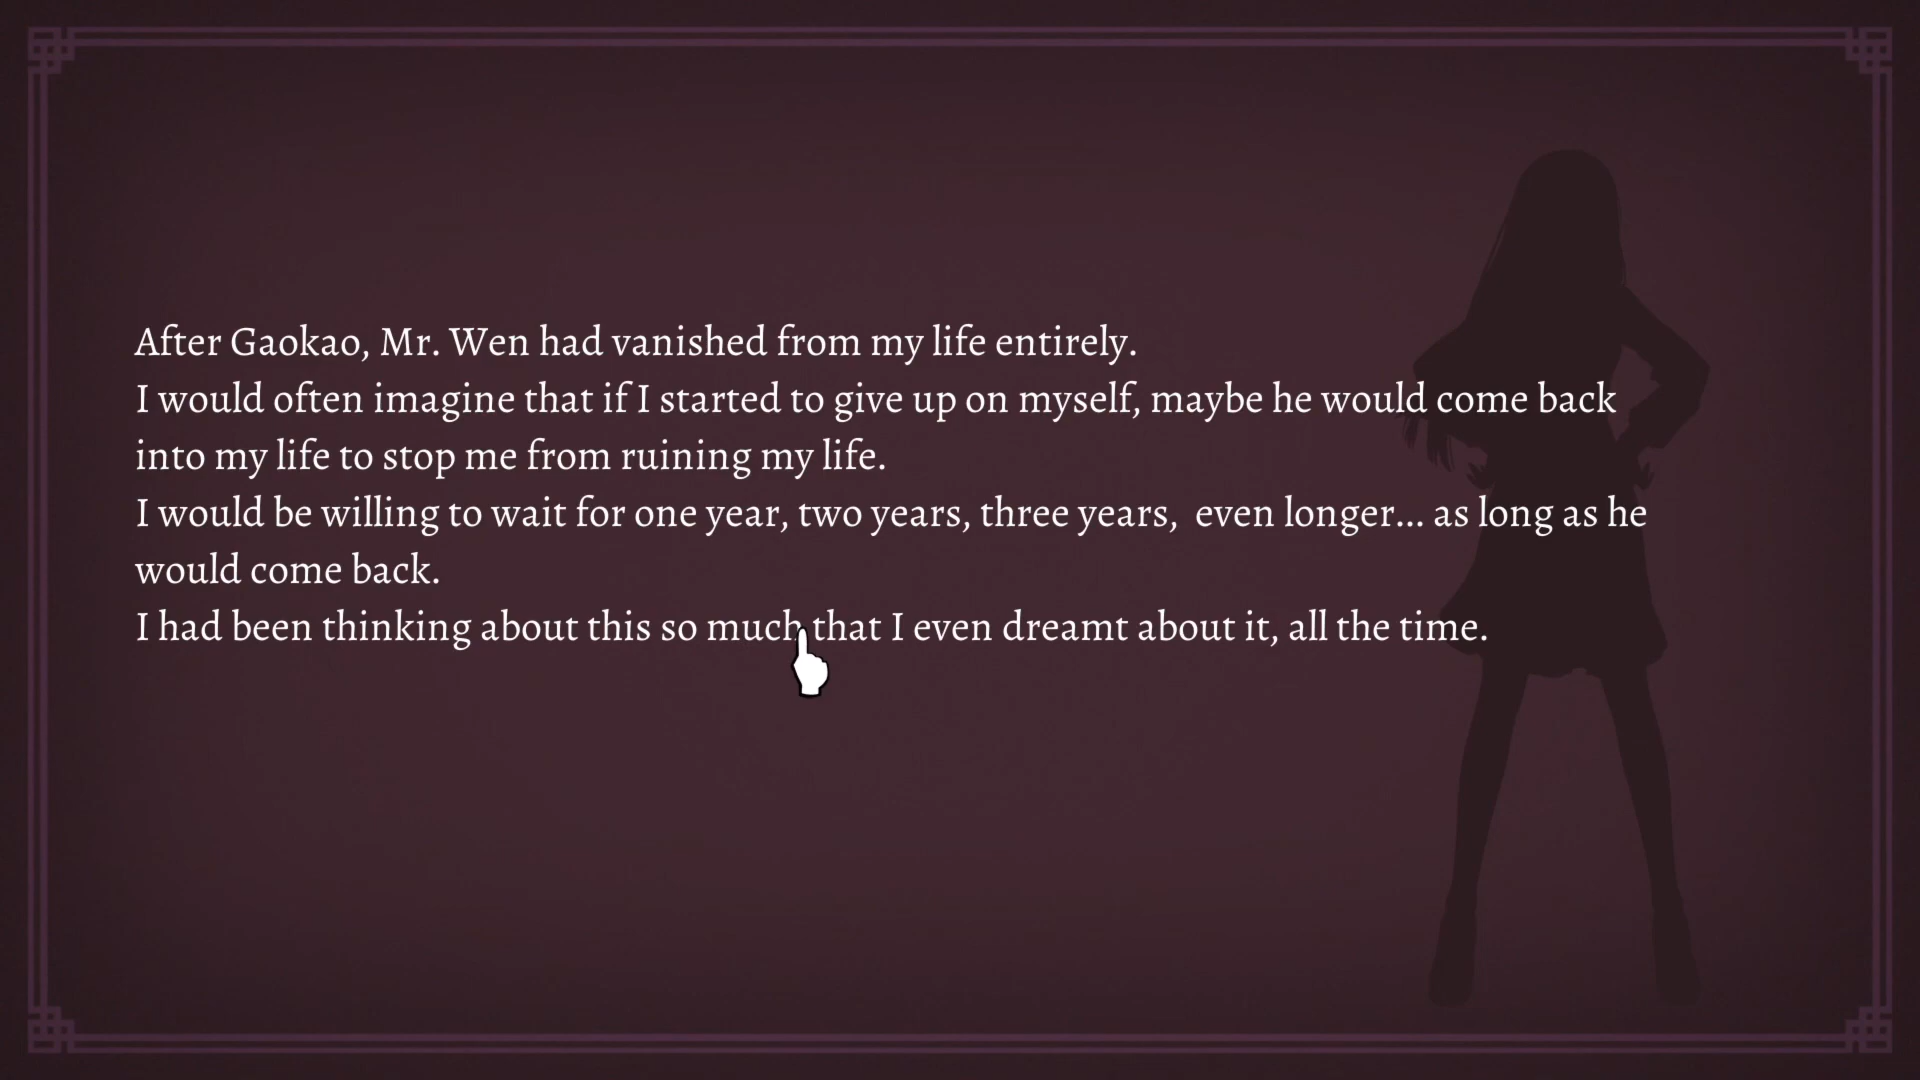 After Gaokao, Mr. Wen had vanished from my life entirely.
I would often imagine that if I started to give up on myself, maybe he would come back
into my life to stop me from ruining my life.
I would be willing to wait for one year, two years, three years,  even longer... as long as he
would come back.
I had been thinking about this so much that I even dreamt about it, all the time.